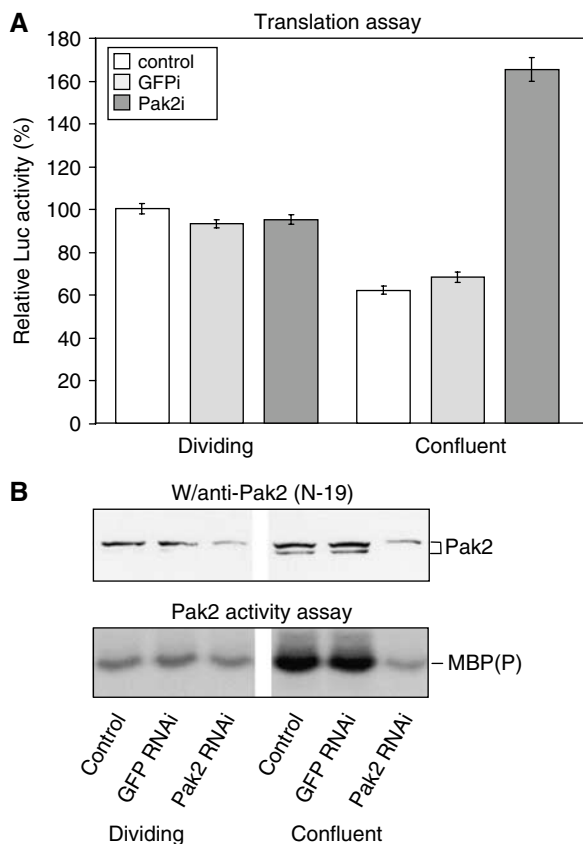 A
Translation assay
Relative Luc activity (%)
180
160
140
120
100
80
60
40
20
0
control
GFPi
Pak2i
Dividing
Confluent
B
W/anti-Pak2 (N-19)
Pak2
Pak2 activity assay
MBP(P)
Control
GFP RNAi
Pak2 RNAi
Control
GFP RNAi
Pak2 RNAi
Dividing
Confluent